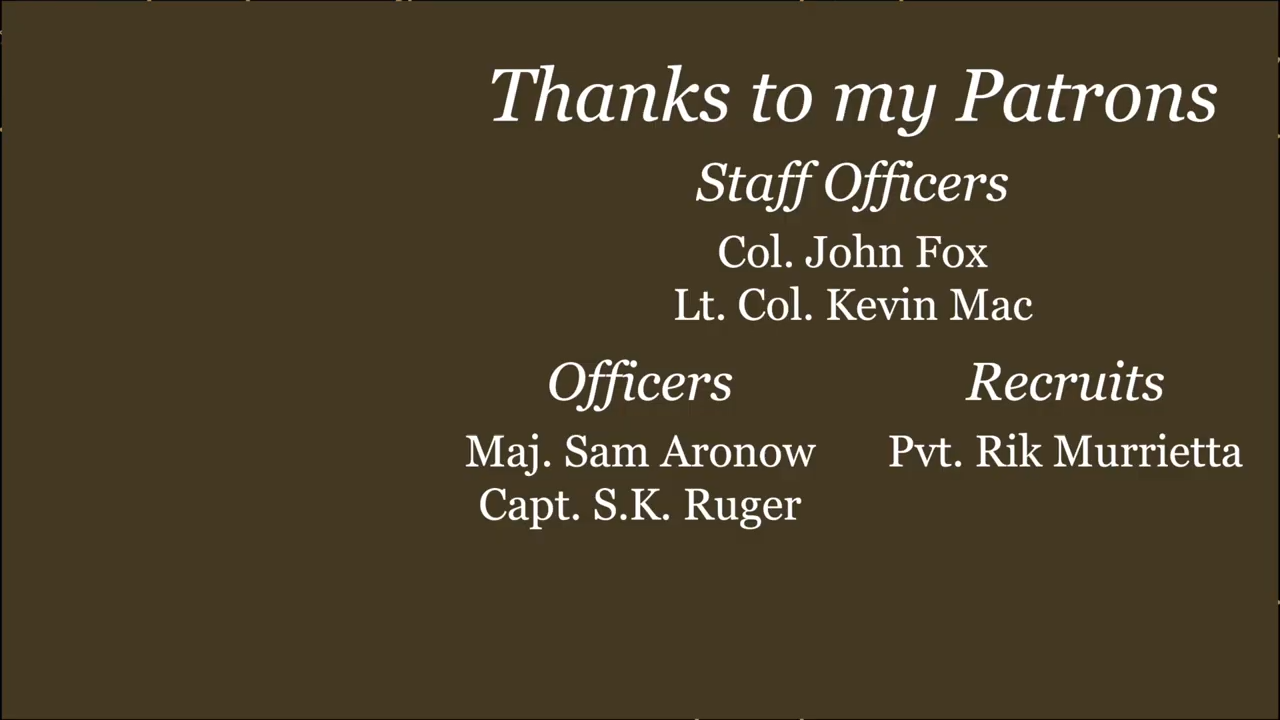 Thanks to my Patrons
Staff Officers
Col. John Fox
Lt. Col. Kevin Mac
Officers
Maj. Sam Aronow
Capt. S.K. Ruger
Recruits
Pvt. Rik Murrietta